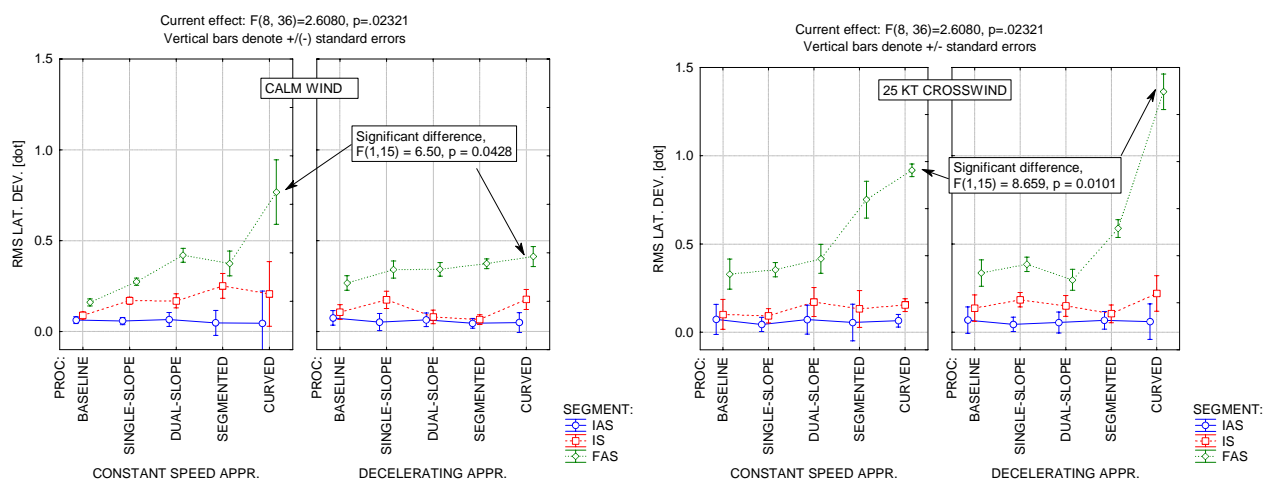 Current effect: F(8, 36)=2.6080, p=.02321
Vertical bars denote +/(-) standard errors
CALM WIND
Significant difference,
F(1,15) = 6.50, p = 0.0428
RMS LAT. DEV. [dot]
1.5
1.0
0.5
0.0
PROC:
BASELINE
SINGLE-SLOPE
DUAL-SLOPE
SEGMENTED
CURVED
CONSTANT SPEED APPR.
BASELINE
SINGLE-SLOPE
DUAL-SLOPE
SEGMENTED
CURVED
DECELERATING APPR.
SEGMENT:
IAS
IS
FAS
Current effect: F(8, 36)=2.6080, p=.02321
Vertical bars denote +/- standard errors
25 KT CROSSWIND
Significant difference,
F(1,15) = 8.659, p = 0.0101
RMS LAT. DEV. [dot]
1.5
1.0
0.5
0.0
PROC:
BASELINE
SINGLE-SLOPE
DUAL-SLOPE
SEGMENTED
CURVED
CONSTANT SPEED APPR.
BASELINE
SINGLE-SLOPE
DUAL-SLOPE
SEGMENTED
CURVED
DECELERATING APPR.
SEGMENT:
IAS
IS
FAS